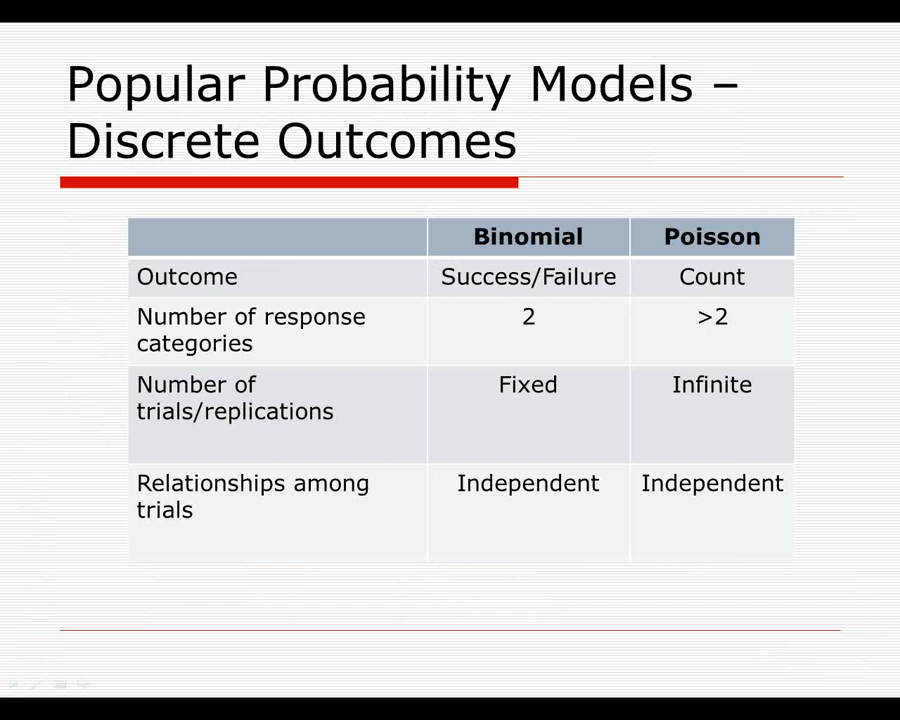 Popular Probability Models –
Discrete Outcomes
Binomial Poisson
Outcome Success/Failure Count
Number of response 2 >2
categories
Number of Fixed Infinite
trials/replications
Relationships among Independent Independent
trials